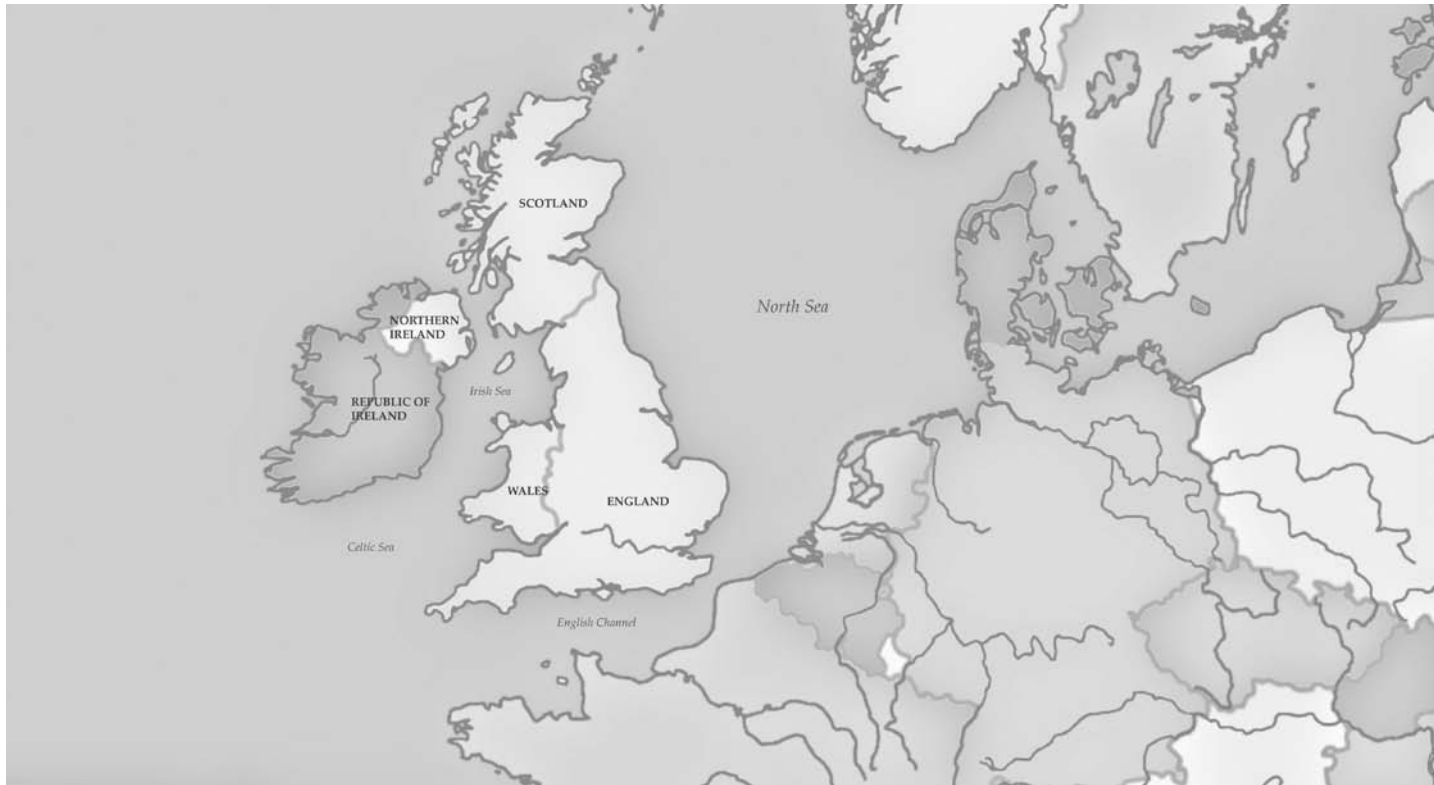 SCOTLAND
North Sea
NORTHERN
IRELAND
Irish Sea
REPUBLIC OF
IRELAND
WALES
ENGLAND
Celtic Sea
English Channel